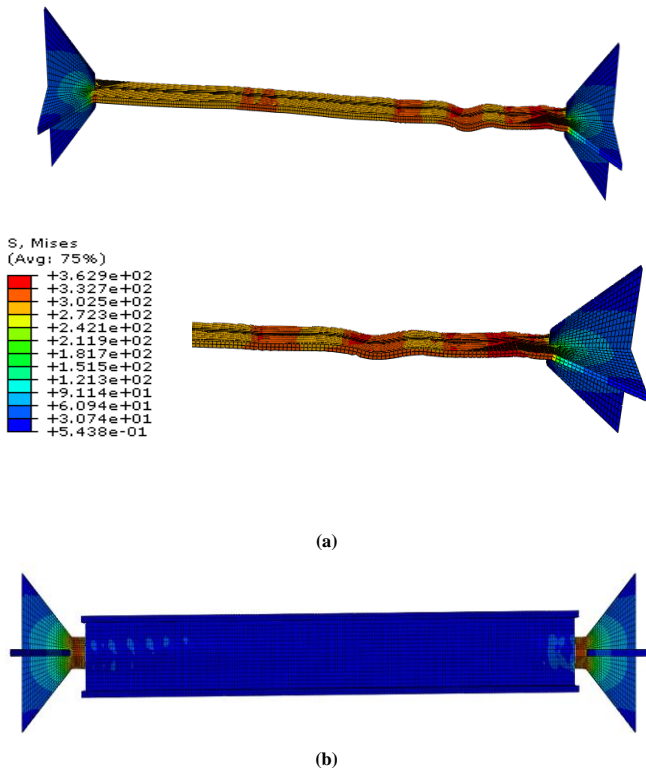 S, Mises
(Avg: 75%)
+3.629e+02
+3.327e+02
+3.025e+02
+2.723e+02
+2.421e+02
+2.119e+02
+1.817e+02
+1.515e+02
+1.213e+02
+9.114e+01
+6.094e+01
+3.074e+01
+5.438e-01
(a)
(b)